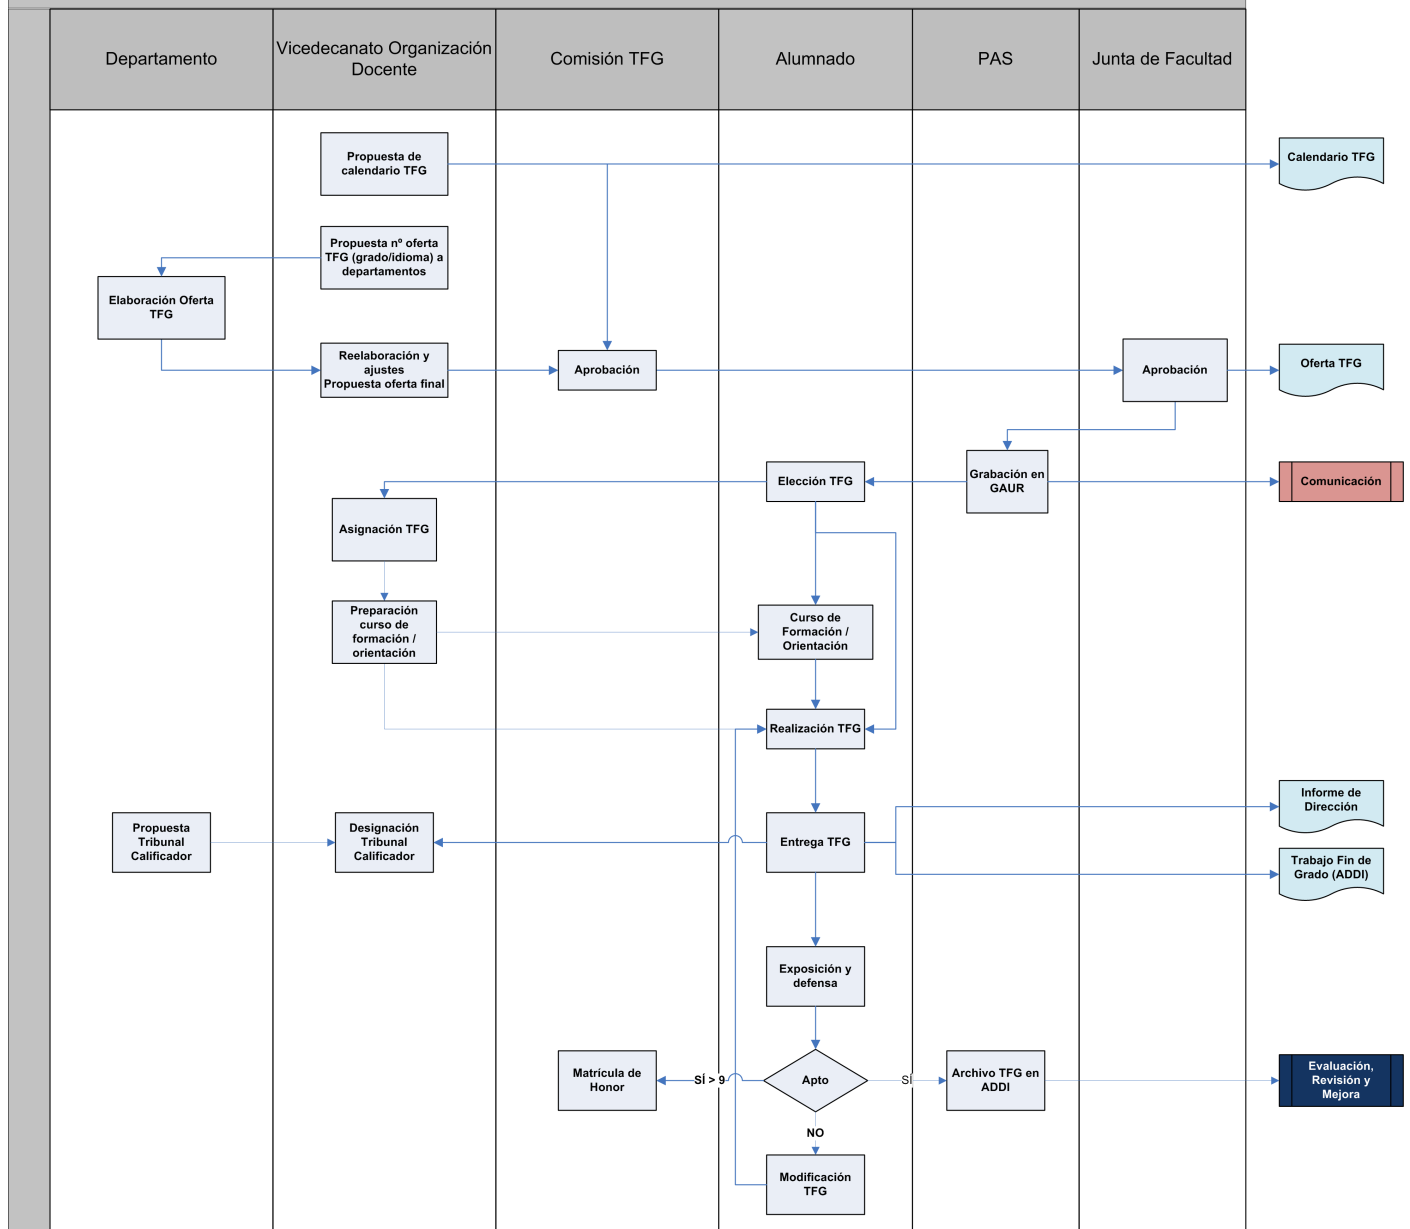 Departamento
Vicedecanato Organización
Docente
Comisión TFG
Alumnado
PAS
Junta de Facultad
Propuesta de
calendario TFG
Calendario TFG
Propuesta nº oferta
TFG (grado/idioma) a
departamentos
Elaboración Oferta
TFG
Reelaboración y
ajustes
Propuesta oferta final
Aprobación
Aprobación
Oferta TFG
Elección TFG
Grabación en
GAUR
Comunicación
Asignación TFG
Preparación
curso de
formación /
orientación
Curso de
Formación /
Orientación
Realización TFG
Informe de
Dirección
Propuesta
Tribunal
Calificador
Designación
Tribunal
Calificador
Entrega TFG
Trabajo Fin de
Grado (ADDI)
Exposición y
defensa
Matrícula de
Honor
SÍ > 9
Apto
SÍ
Archivo TFG en
ADDI
Evaluación,
Revisión y
Mejora
NO
Modificación
TFG